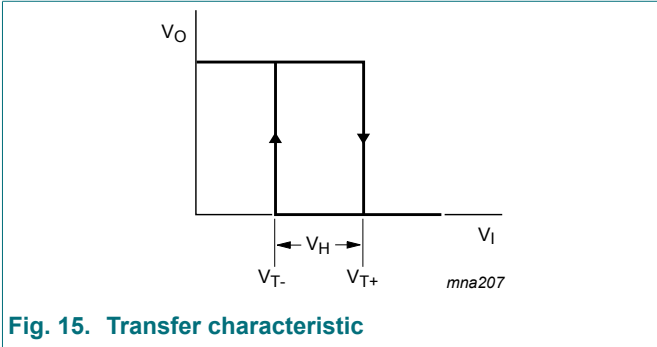 VO
VH
VI
VT-
VT+
mna207
Fig. 15. Transfer characteristic